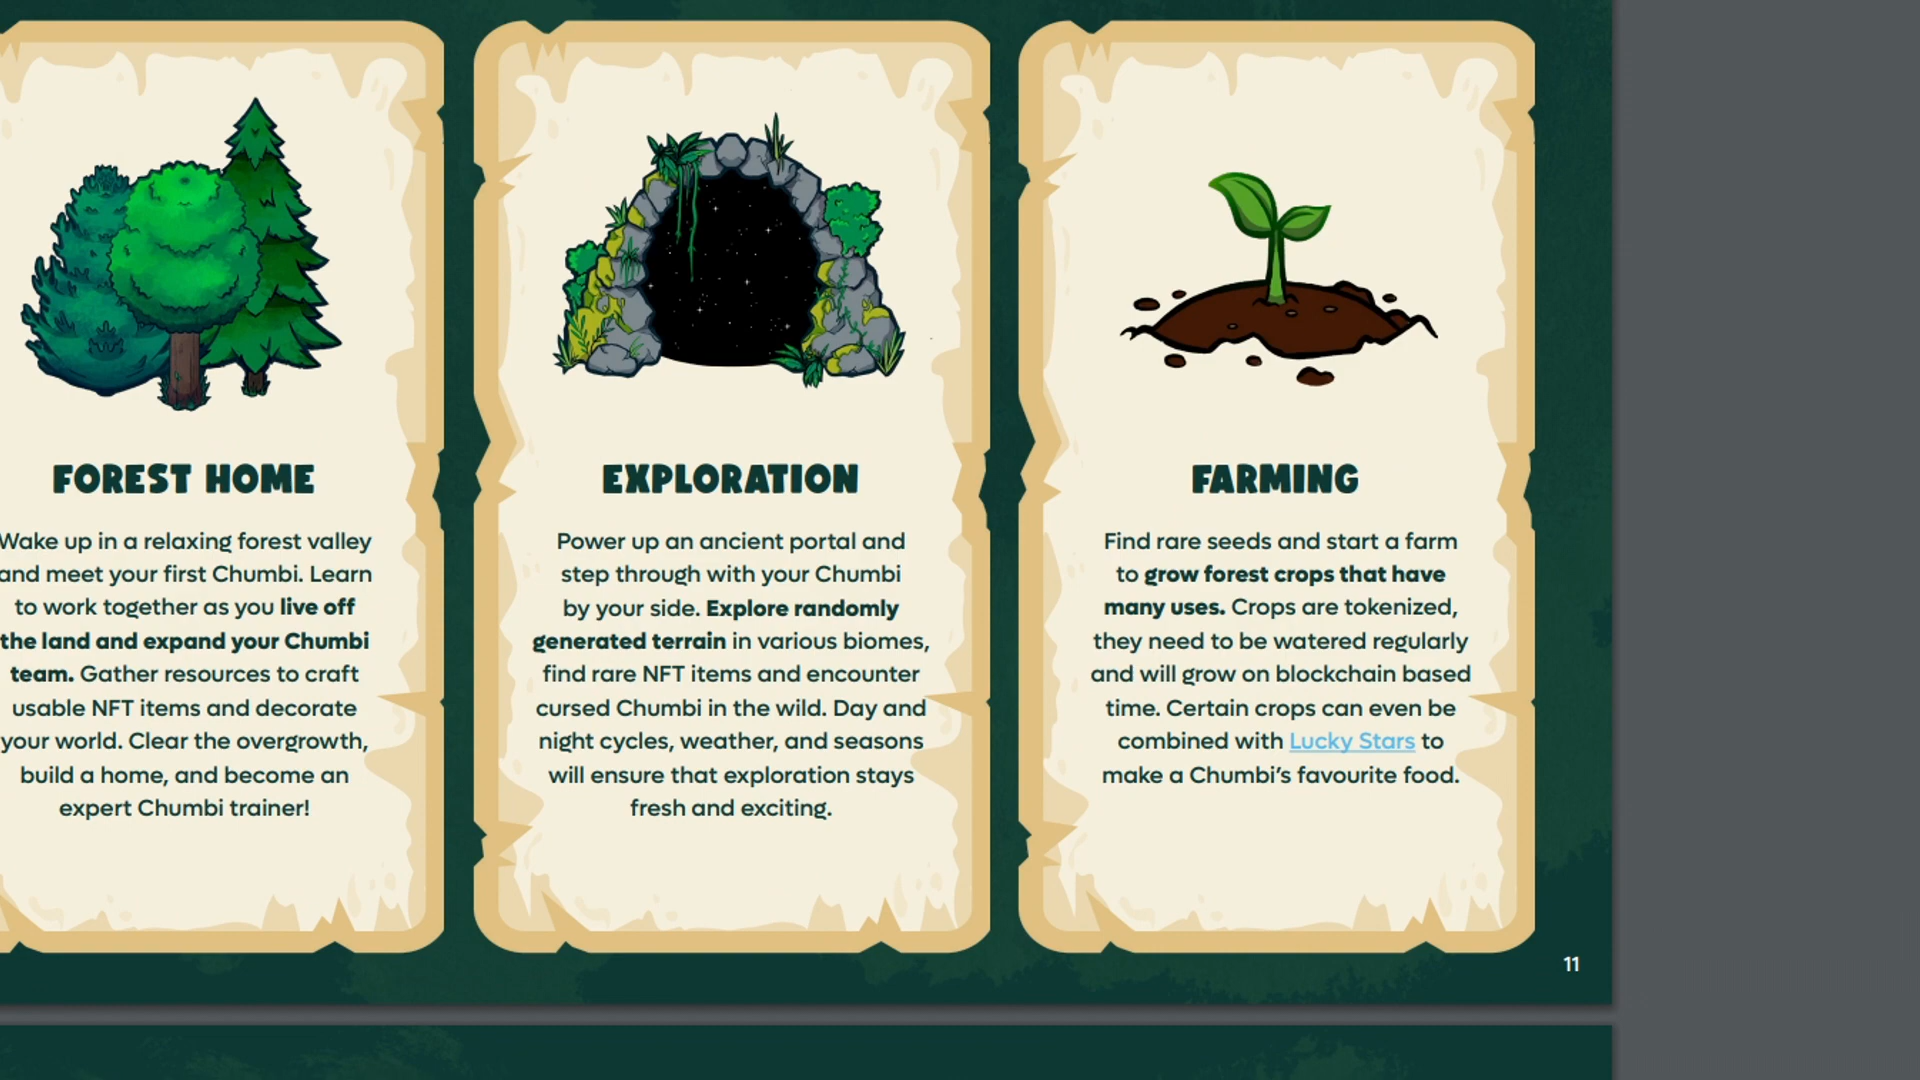 FOREST HOME
Wake up in a relaxing forest valley
and meet your first Chumbi. Learn
to work together as you live off
the land and expand your Chumbi
team. Gather resources to craft
usable NFT items and decorate
your world. Clear the overgrowth,
build a home, and become an
expert Chumbi trainer!
EXPLORATION
Power up an ancient portal and
step through with your Chumbi
by your side. Explore randomly
generated terrain in various biomes,
find rare NFT items and encounter
cursed Chumbi in the wild. Day and
night cycles, weather, and seasons
will ensure that exploration stays
fresh and exciting.
FARMING
Find rare seeds and start a farm
to grow forest crops that have
many uses. Crops are tokenized,
they need to be watered regularly
and will grow on blockchain based
time. Certain crops can even be
combined with Lucky Stars to
make a Chumbi’s favourite food.
11